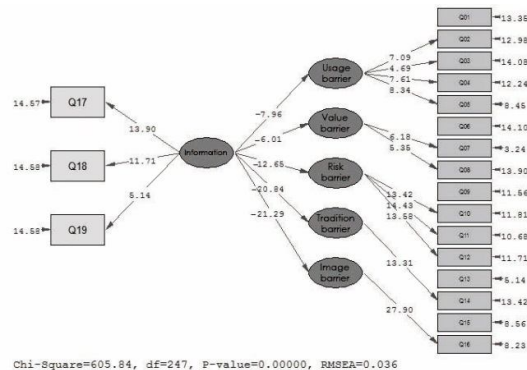 Q01
13.35
Q02
12.98
7.09
Q03
14.08
4.69
Usage
barrier
7.61
Q04
12.24
14.57
Q17
8.34
Q05
8.45
-7.96
13.90
Q06
14.10
Value
barrier
6.18
Q07
3.24
-6.01
5.35
14.58
Q18
11.71
Information
Q08
13.90
-12.65
Risk
barrier
Q09
11.56
13.42
Q10
11.81
5.14
-20.84
14.43
13.58
Q11
10.68
-21.29
Tradition
barrier
Q12
11.71
14.58
Q19
13.31
Q13
5.14
Image
barrier
Q14
13.42
27.90
Q15
8.56
Q16
8.23
Chi-Square=605.84, df=247, P-value=0.00000, RMSEA=0.036